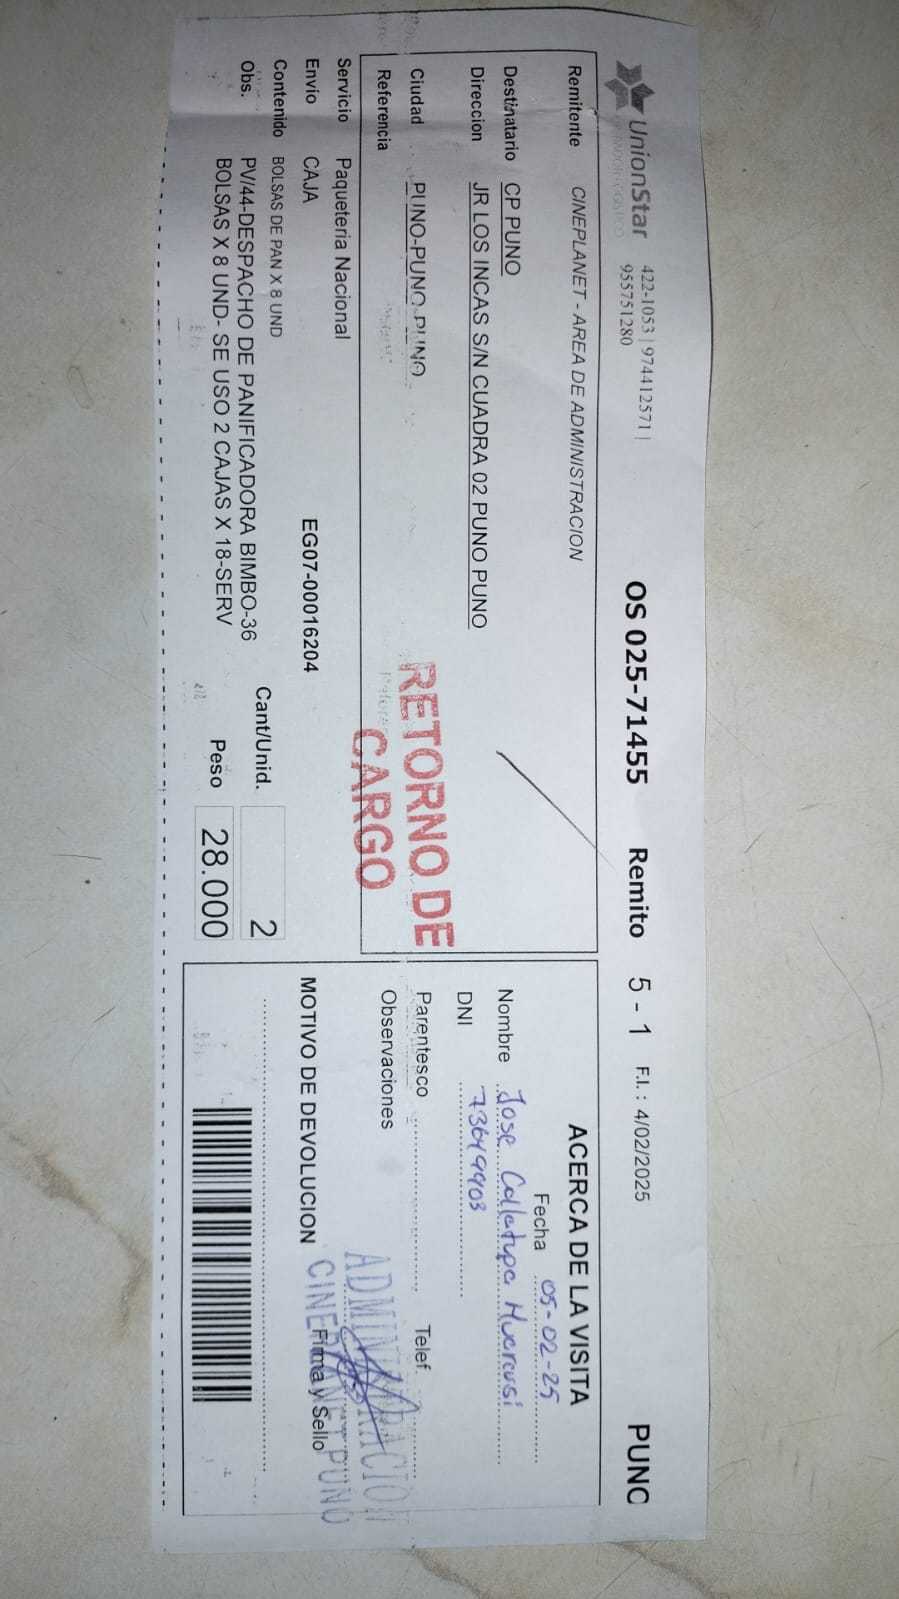 UnionStar 422-1053 | 974412571 |
955751280
OPERADOR LOGISTICO
OS 025-71455 Remito 5 - 1 F.I. : 4/02/2025 PUNO
Remitente CINEPLANET - AREA DE ADMINISTRACION
Destinatario CP PUNO
Direccion JR LOS INCAS S/N CUADRA 02 PUNO PUNO
Ciudad PUNO-PUNO-PUNO
Referencia
RETORNO DE
CARGO
Servicio Paqueteria Nacional
Envio CAJA EG07-00016204
Contenido BOLSAS DE PAN X 8 UND
Obs. PV/44-DESPACHO DE PANIFICADORA BIMBO-36
BOLSAS X 8 UND- SE USO 2 CAJAS X 18-SERV
Cant/Unid. 2
Peso 28.000
ACERCA DE LA VISITA
Fecha 05-02-25
Nombre Jose Collatupa Huarcusi
DNI 73649903
Parentesco Telef
Observaciones
ADMINISTRACION
CINEPLANET PUNO
MOTIVO DE DEVOLUCION Firma y Sello